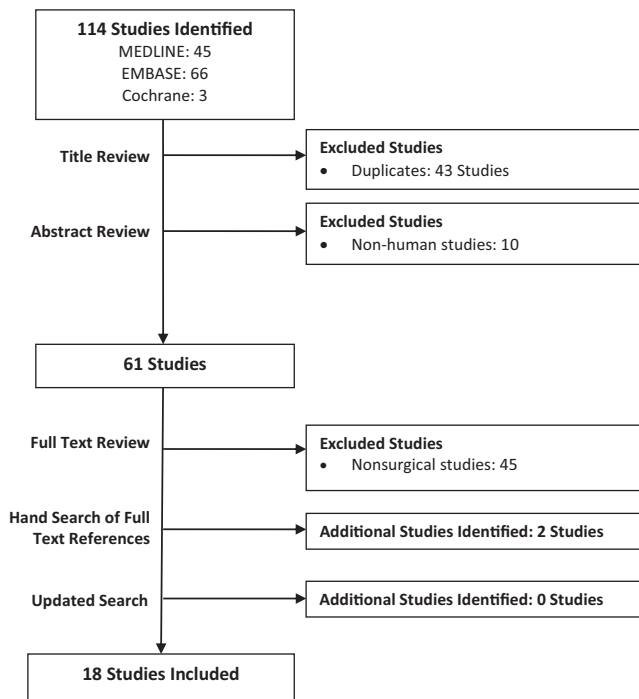 114 Studies Identified
MEDLINE: 45
EMBASE: 66
Cochrane: 3
Title Review
Excluded Studies
• Duplicates: 43 Studies
Abstract Review
Excluded Studies
• Non-human studies: 10
61 Studies
Full Text Review
Excluded Studies
• Nonsurgical studies: 45
Hand Search of Full
Text References
Additional Studies Identified: 2 Studies
Updated Search
Additional Studies Identified: 0 Studies
18 Studies Included